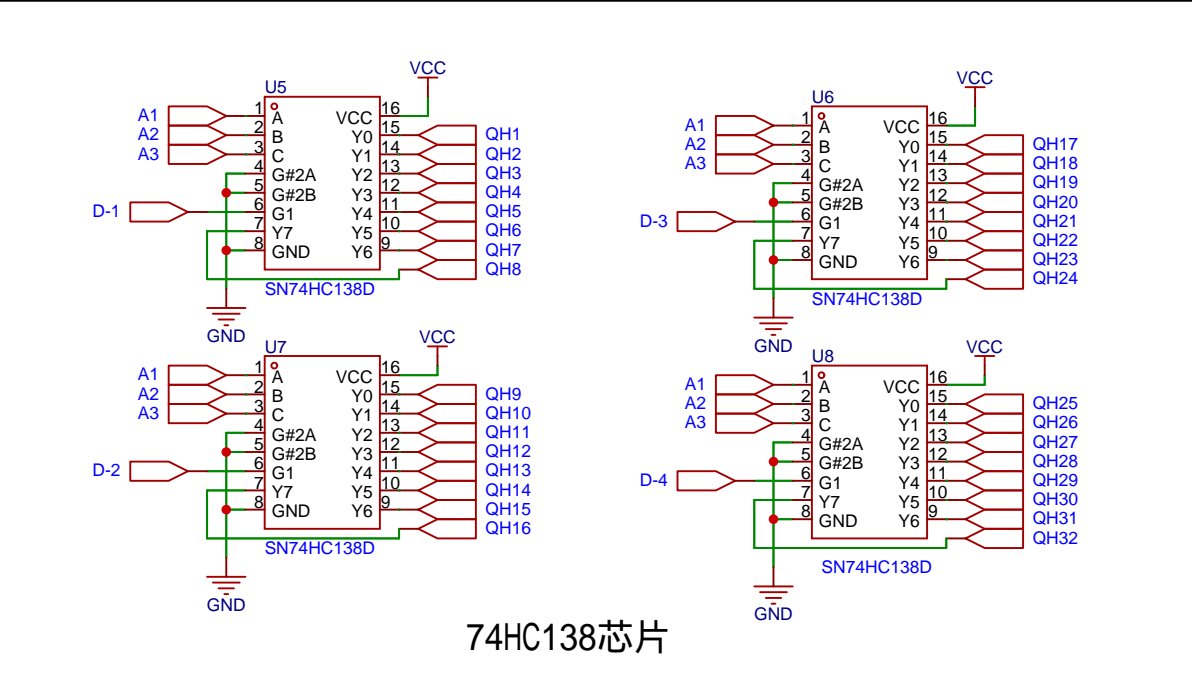 VCC
U5
A1 1 A VCC 16
A2 2 B Y0 15 QH1
A3 3 C Y1 14 QH2
4 G#2A Y2 13 QH3
5 G#2B Y3 12 QH4
D-1 6 G1 Y4 11 QH5
7 Y7 Y5 10 QH6
8 GND Y6 9 QH7
QH8
SN74HC138D
GND
VCC
U6
A1 1 A VCC 16
A2 2 B Y0 15 QH17
A3 3 C Y1 14 QH18
4 G#2A Y2 13 QH19
5 G#2B Y3 12 QH20
D-3 6 G1 Y4 11 QH21
7 Y7 Y5 10 QH22
8 GND Y6 9 QH23
QH24
SN74HC138D
GND
VCC
U7
A1 1 A VCC 16
A2 2 B Y0 15 QH9
A3 3 C Y1 14 QH10
4 G#2A Y2 13 QH11
5 G#2B Y3 12 QH12
D-2 6 G1 Y4 11 QH13
7 Y7 Y5 10 QH14
8 GND Y6 9 QH15
QH16
SN74HC138D
GND
VCC
U8
A1 1 A VCC 16
A2 2 B Y0 15 QH25
A3 3 C Y1 14 QH26
4 G#2A Y2 13 QH27
5 G#2B Y3 12 QH28
D-4 6 G1 Y4 11 QH29
7 Y7 Y5 10 QH30
8 GND Y6 9 QH31
QH32
SN74HC138D
GND
74HC138芯片